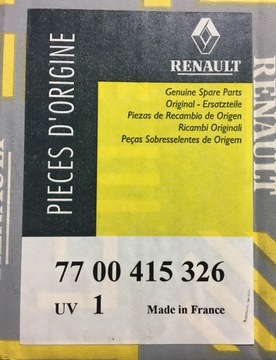 PIECES D'ORIGINE
RENAULT
Genuine Spare Parts
Original - Ersatzteile
Piezas de Recambio de Origen
Ricambi Originali
Peças Sobresselentes de Origem
77 00 415 326
UV 1 Made in France
RENAULT